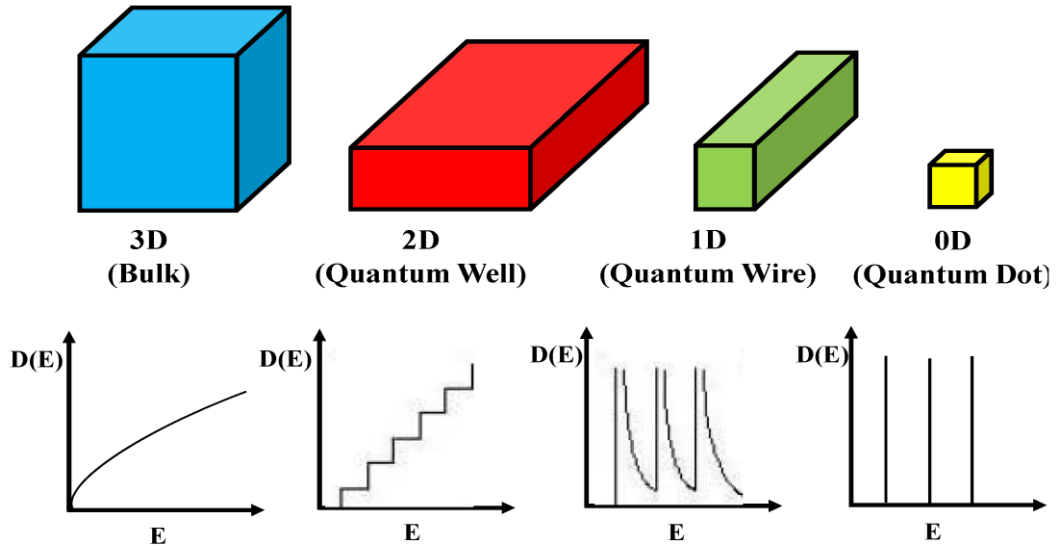 3D
(Bulk)
2D
(Quantum Well)
1D
(Quantum Wire)
0D
(Quantum Dot)
D(E)
E
D(E)
E
D(E)
E
D(E)
E